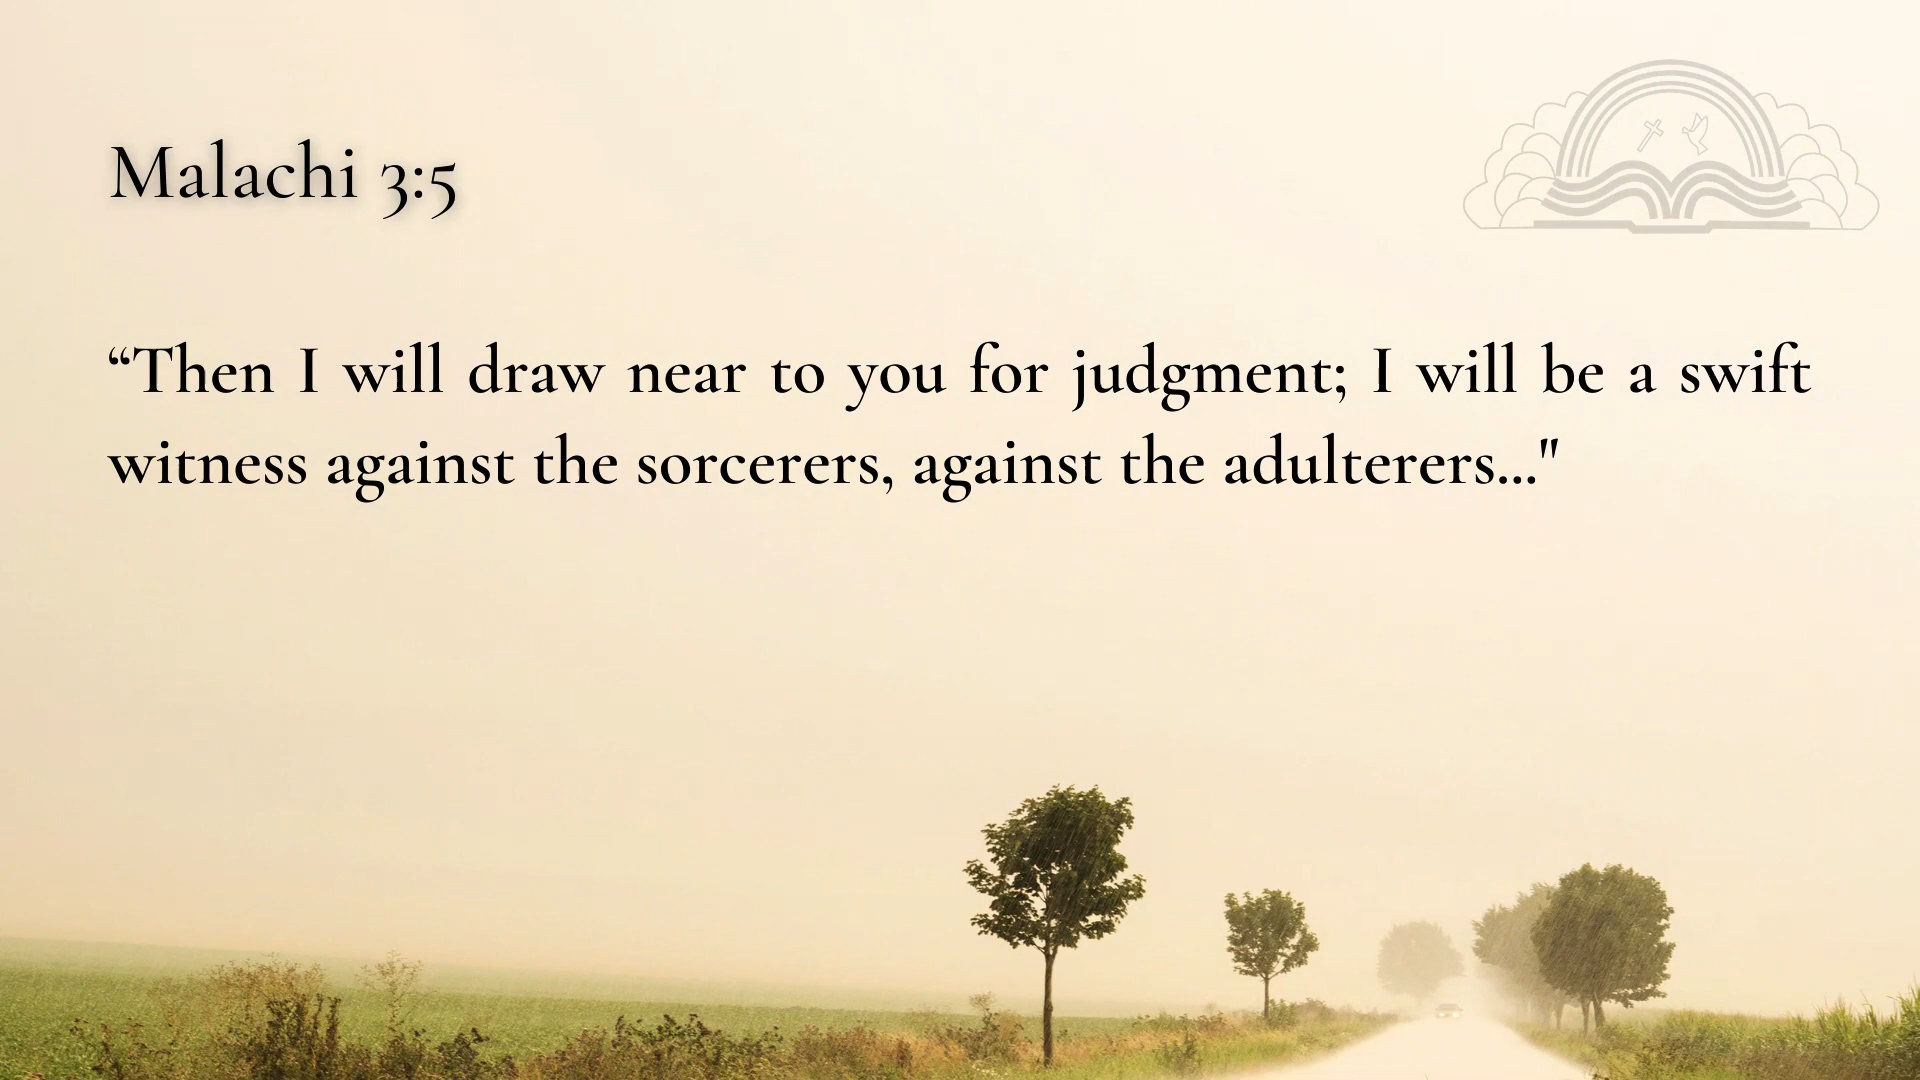 Malachi 3:5
“Then I will draw near to you for judgment; I will be a swift
witness against the sorcerers, against the adulterers..."